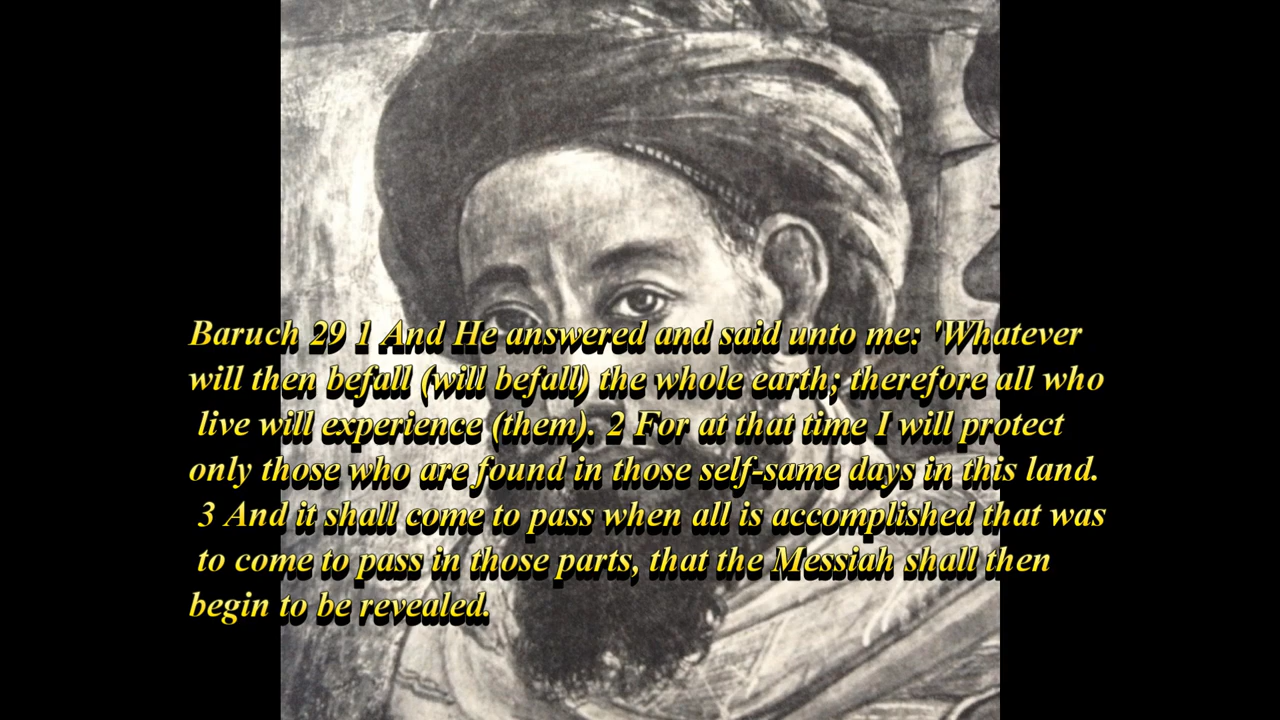 Baruch 29 1 And He answered and said unto me: 'Whatever
will then befall (will befall) the whole earth; therefore all who
live will experience (them). 2 For at that time I will protect
only those who are found in those self-same days in this land.
3 And it shall come to pass when all is accomplished that was
to come to pass in those parts, that the Messiah shall then
begin to be revealed.